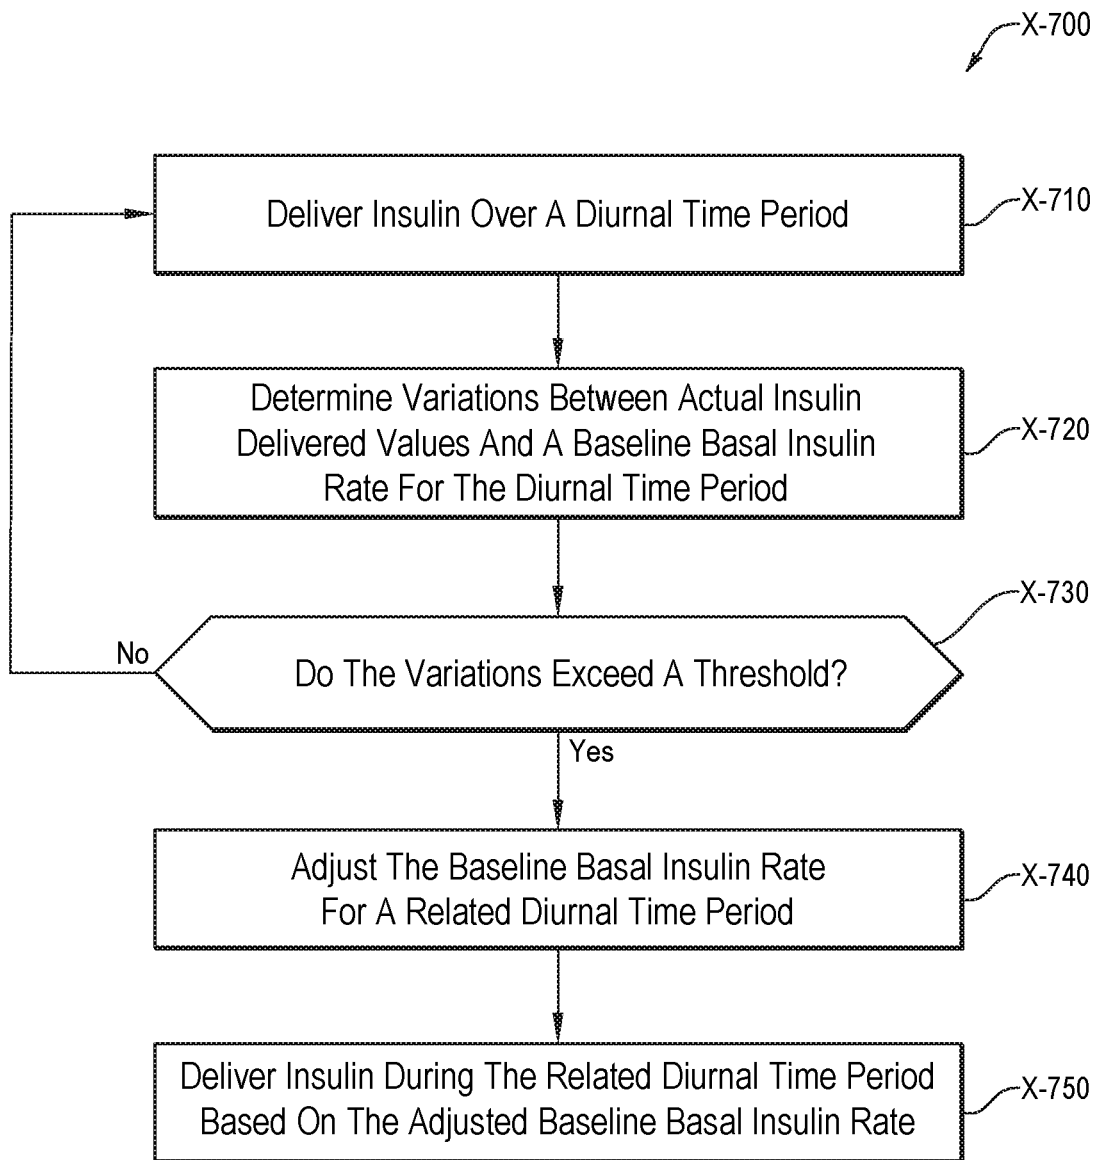 X-700
Deliver Insulin Over A Diurnal Time Period
X-710
Determine Variations Between Actual Insulin
Delivered Values And A Baseline Basal Insulin
Rate For The Diurnal Time Period
X-720
X-730
No
Do The Variations Exceed A Threshold?
Yes
Adjust The Baseline Basal Insulin Rate
For A Related Diurnal Time Period
X-740
Deliver Insulin During The Related Diurnal Time Period
Based On The Adjusted Baseline Basal Insulin Rate
X-750